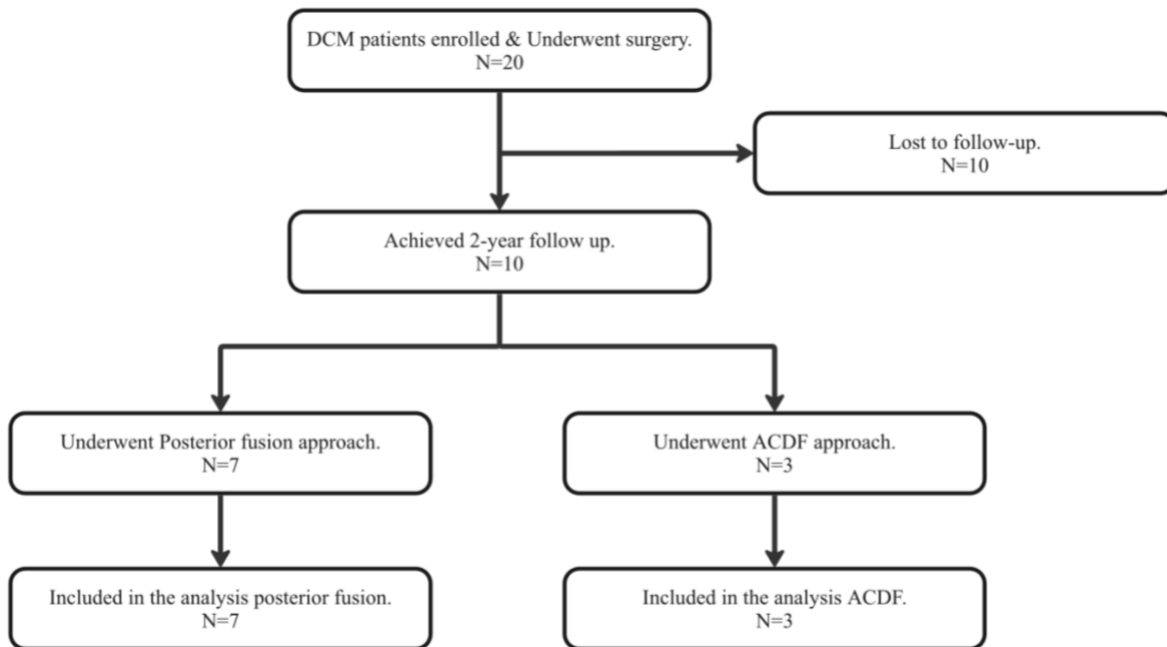 DCM patients enrolled & Underwent surgery.
N=20
Lost to follow-up.
N=10
Achieved 2-year follow up.
N=10
Underwent Posterior fusion approach.
N=7
Underwent ACDF approach.
N=3
Included in the analysis posterior fusion.
N=7
Included in the analysis ACDF.
N=3